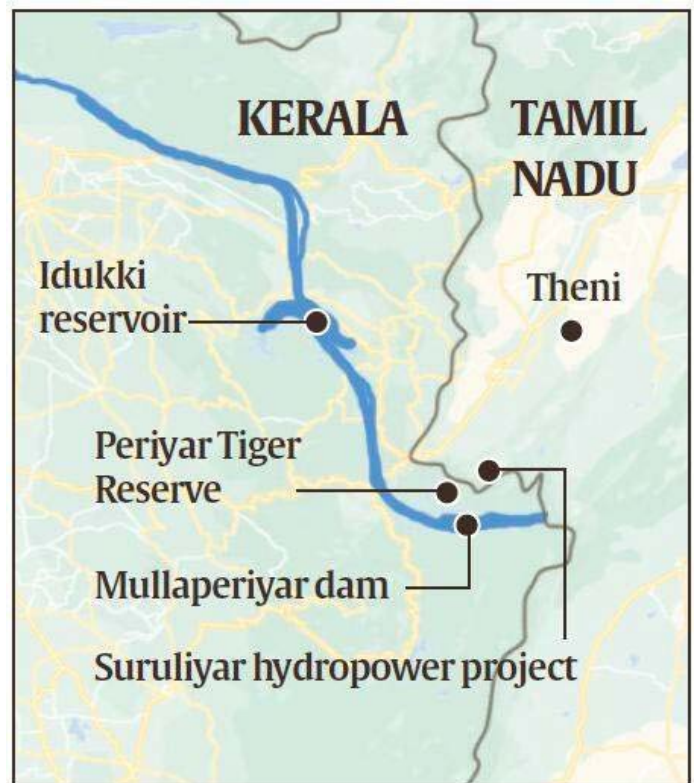 KERALA
TAMIL
NADU
Idukki
reservoir
Theni
Periyar Tiger
Reserve
Mullaperiyar dam
Suruliyar hydropower project